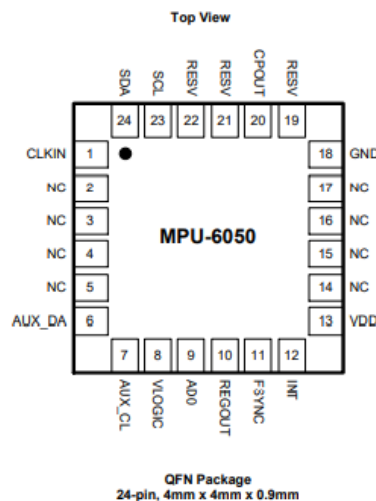 Top View
SDA
SCL
RESV
RESV
CPOUT
RESV
24 23 22 21 20 19
CLKIN 1 18 GND
NC 2 17 NC
NC 3 16 NC
MPU-6050
NC 4 15 NC
NC 5 14 NC
AUX_DA 6 13 VDD
7 8 9 10 11 12
AUX_CL
VLOGIC
AD0
REGOUT
FSYNC
INT
QFN Package
24-pin, 4mm x 4mm x 0.9mm